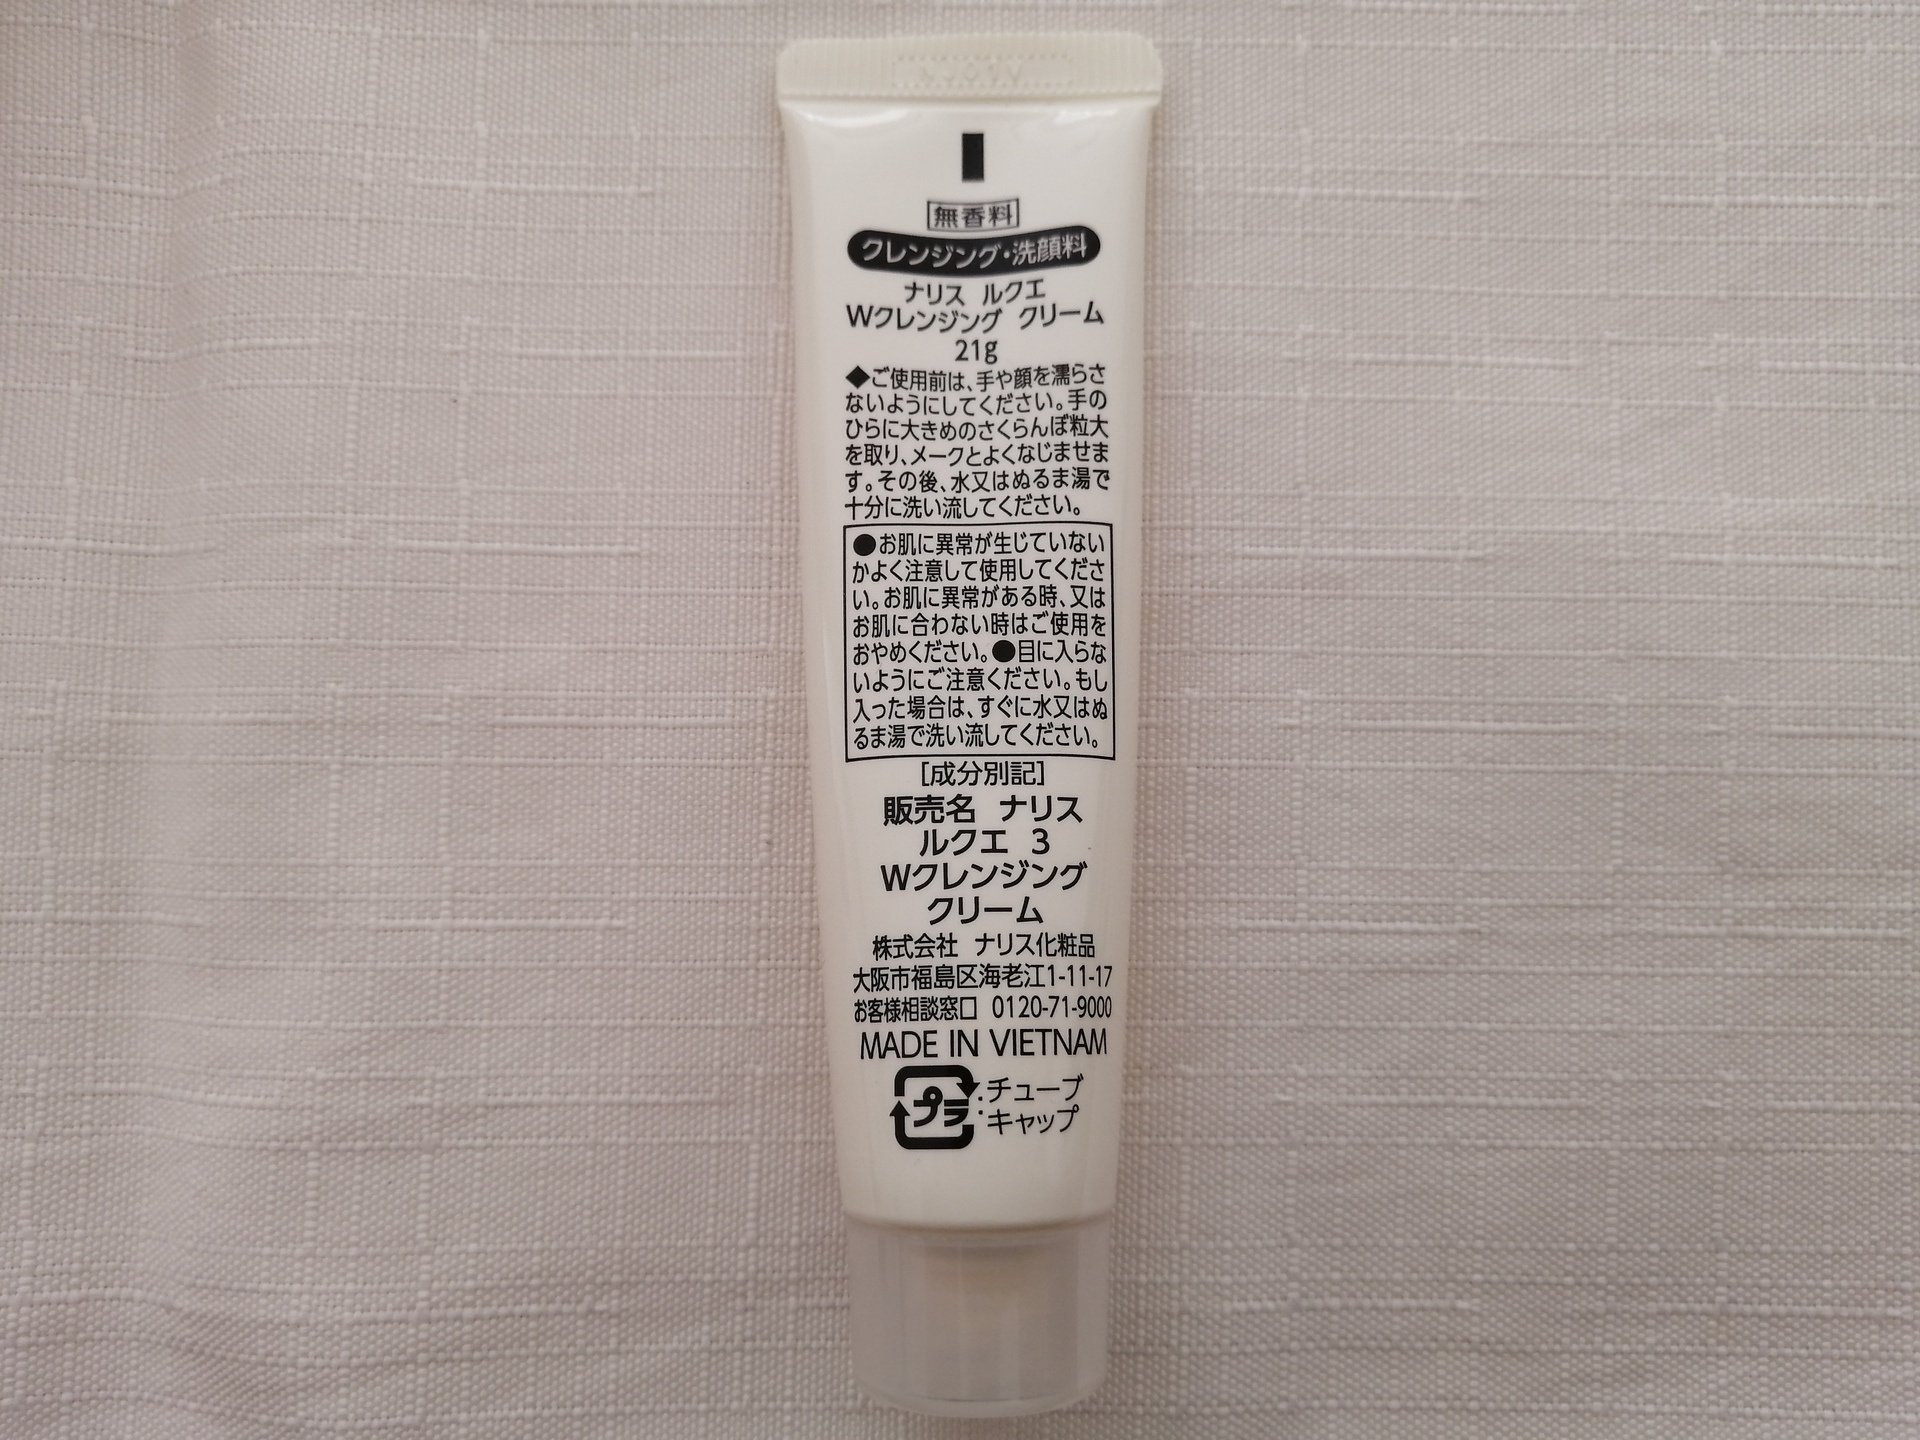 無香料
クレンジング・洗顔料
ナリス ルクエ
Wクレンジング クリーム
21g
◆ご使用前は、手や顔を濡らさ
ないようにしてください。手の
ひらに大きめのさくらんぼ粒大
を取り、メークとよくなじませま
す。その後、水又はぬるま湯で
十分に洗い流してください。
●お肌に異常が生じていない
かよく注意して使用してくださ
い。お肌に異常がある時、又は
お肌に合わない時はご使用を
おやめください。●目に入らな
いようにご注意ください。もし
入った場合は、すぐに水又はぬ
るま湯で洗い流してください。
[成分別記]
販売名 ナリス
ルクエ 3
Wクレンジング
クリーム
株式会社 ナリス化粧品
大阪市福島区海老江1-11-17
お客様相談窓口 0120-71-9000
MADE IN VIETNAM
プラ:チューブ
:キャップ